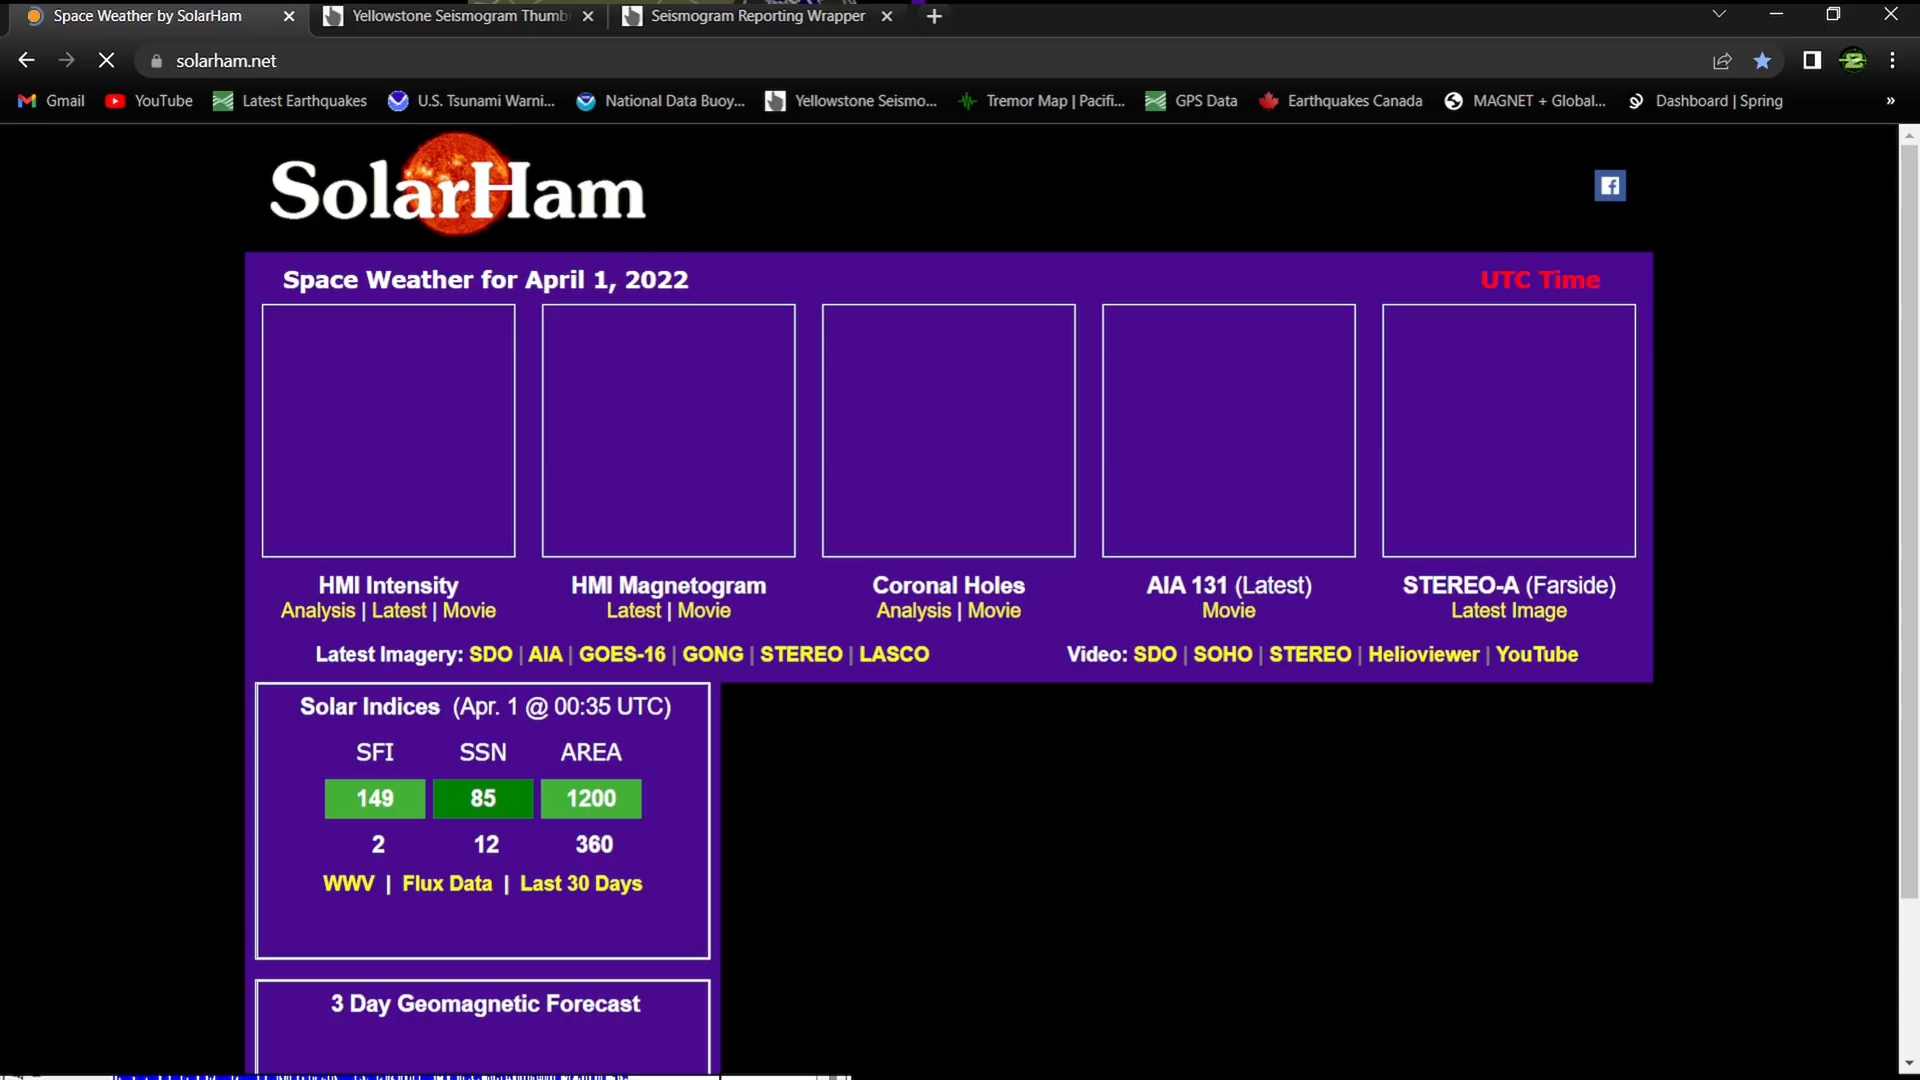 Space Weather by SolarHam
Yellowstone Seismogram Thumb
Seismogram Reporting Wrapper
solarham.net
Gmail
YouTube
Latest Earthquakes
U.S. Tsunami Warni...
National Data Buoy...
Yellowstone Seismo...
Tremor Map | Pacifi...
GPS Data
Earthquakes Canada
MAGNET + Global...
Dashboard | Spring
»
SolarHam
Space Weather for April 1, 2022
UTC Time
HMI Intensity
Analysis | Latest | Movie
HMI Magnetogram
Latest | Movie
Coronal Holes
Analysis | Movie
AIA 131 (Latest)
Movie
STEREO-A (Farside)
Latest Image
Latest Imagery: SDO | AIA | GOES-16 | GONG | STEREO | LASCO
Video: SDO | SOHO | STEREO | Helioviewer | YouTube
Solar Indices (Apr. 1 @ 00:35 UTC)
SFI SSN AREA
149 85 1200
2 12 360
WWV | Flux Data | Last 30 Days
3 Day Geomagnetic Forecast